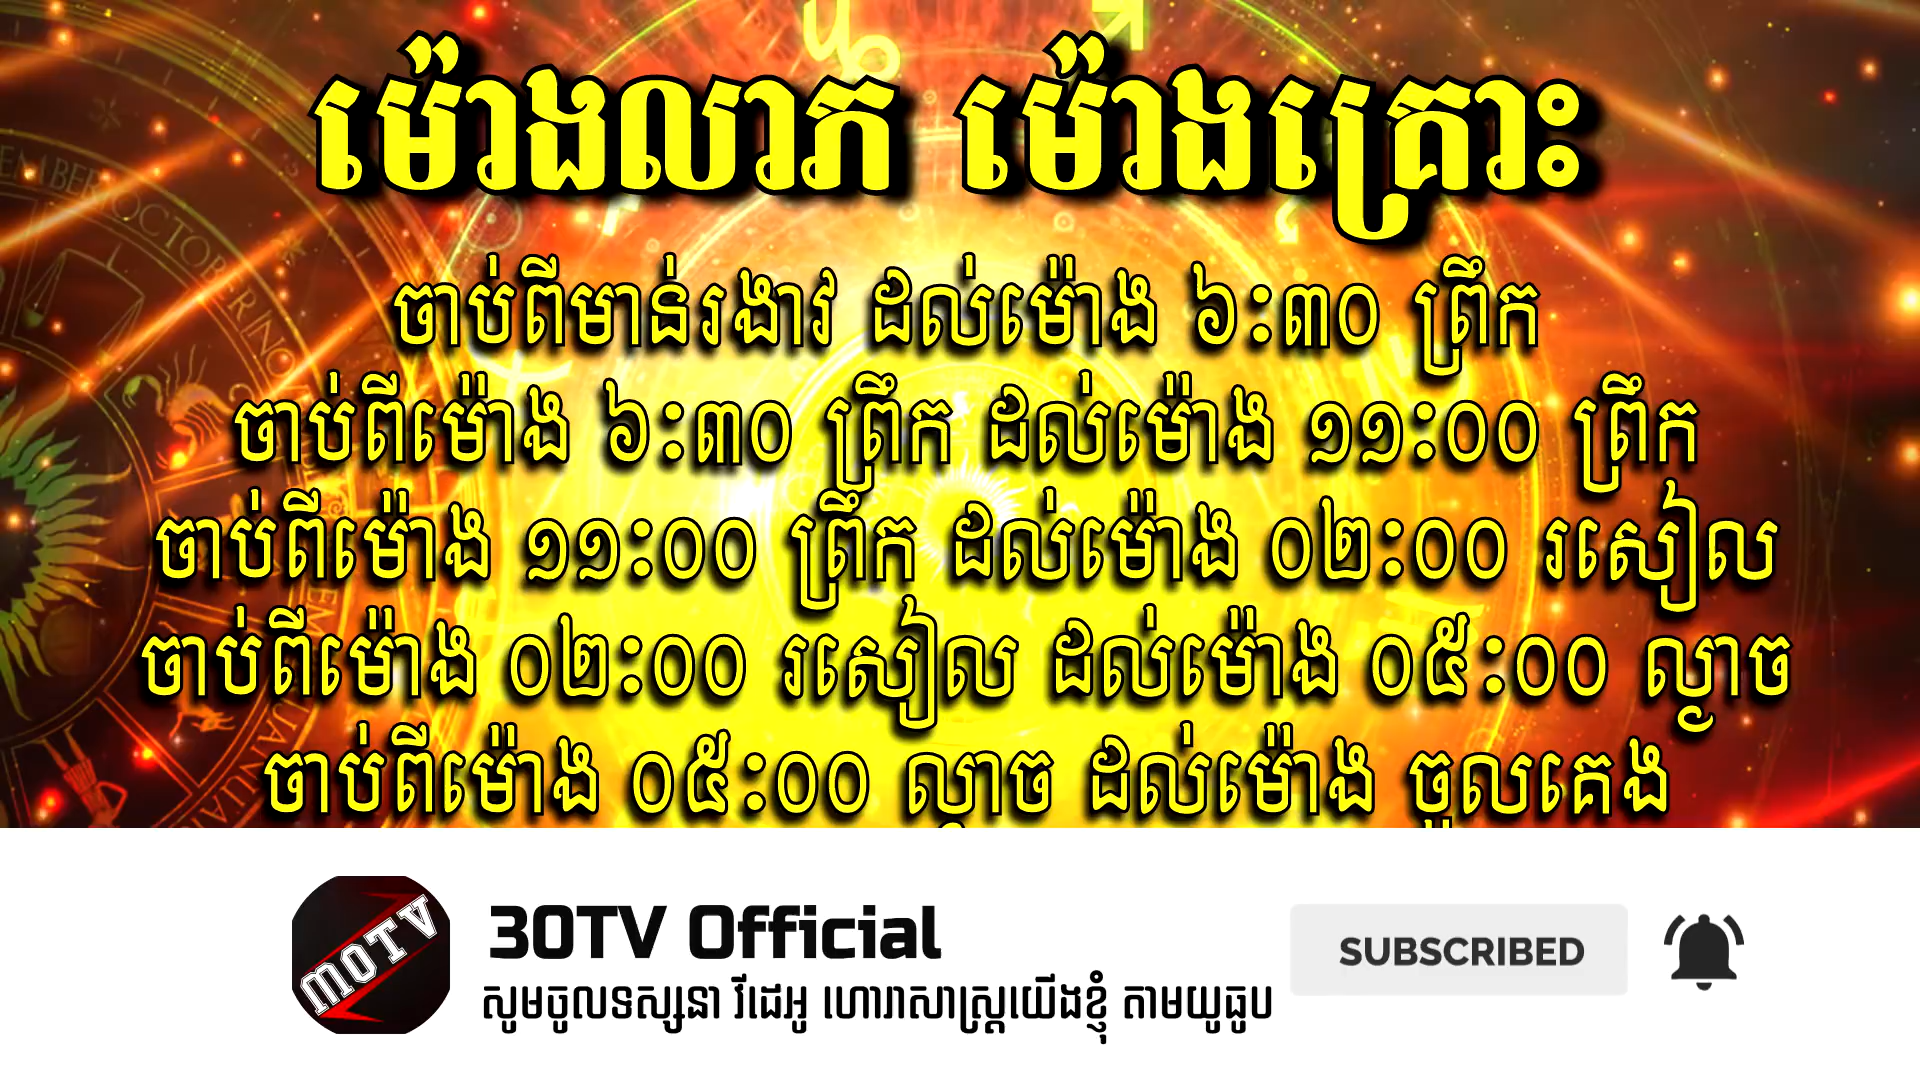 ម៉ោងលាភ ម៉ោងគ្រោះ
ចាប់ពីមាន់រងាវ ដល់ម៉ោង ៦:៣០ ព្រឹក
ចាប់ពីម៉ោង ៦:៣០ ព្រឹក ដល់ម៉ោង ១១:០០ ព្រឹក
ចាប់ពីម៉ោង ១១:០០ ព្រឹក ដល់ម៉ោង ០២:០០ រសៀល
ចាប់ពីម៉ោង ០២:០០ រសៀល ដល់ម៉ោង ០៥:០០ ល្ងាច
ចាប់ពីម៉ោង ០៥:០០ ល្ងាច ដល់ម៉ោង ចូលគេង
MOTV
30TV Official
សូមចូលទស្សនា វីដេអូ ហោរាសាស្ត្រយើងខ្ញុំ តាមយូធូប
SUBSCRIBED
OCTOBER